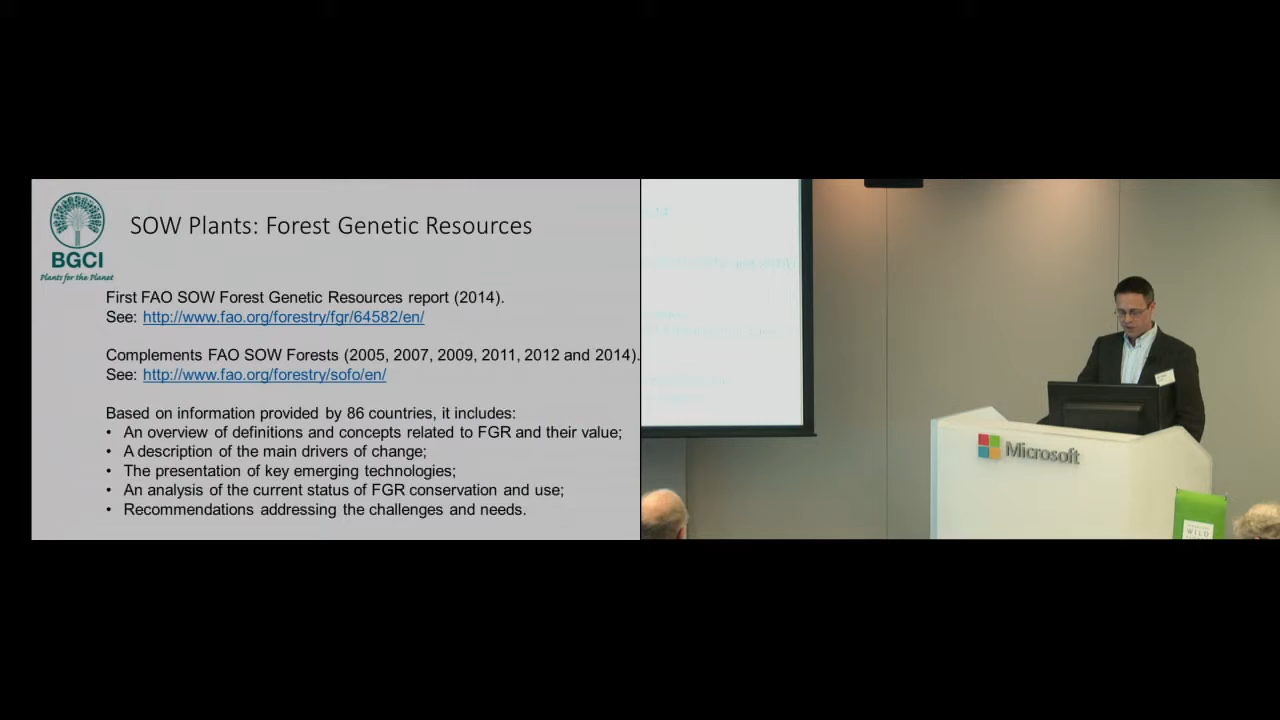 SOW Plants: Forest Genetic Resources
BGCI
Plants for the Planet
First FAO SOW Forest Genetic Resources report (2014).
See: http://www.fao.org/forestry/fgr/64582/en/
Complements FAO SOW Forests (2005, 2007, 2009, 2011, 2012 and 2014).
See: http://www.fao.org/forestry/sofo/en/
Based on information provided by 86 countries, it includes:
• An overview of definitions and concepts related to FGR and their value;
• A description of the main drivers of change;
• The presentation of key emerging technologies;
• An analysis of the current status of FGR conservation and use;
• Recommendations addressing the challenges and needs.
Microsoft
WILD